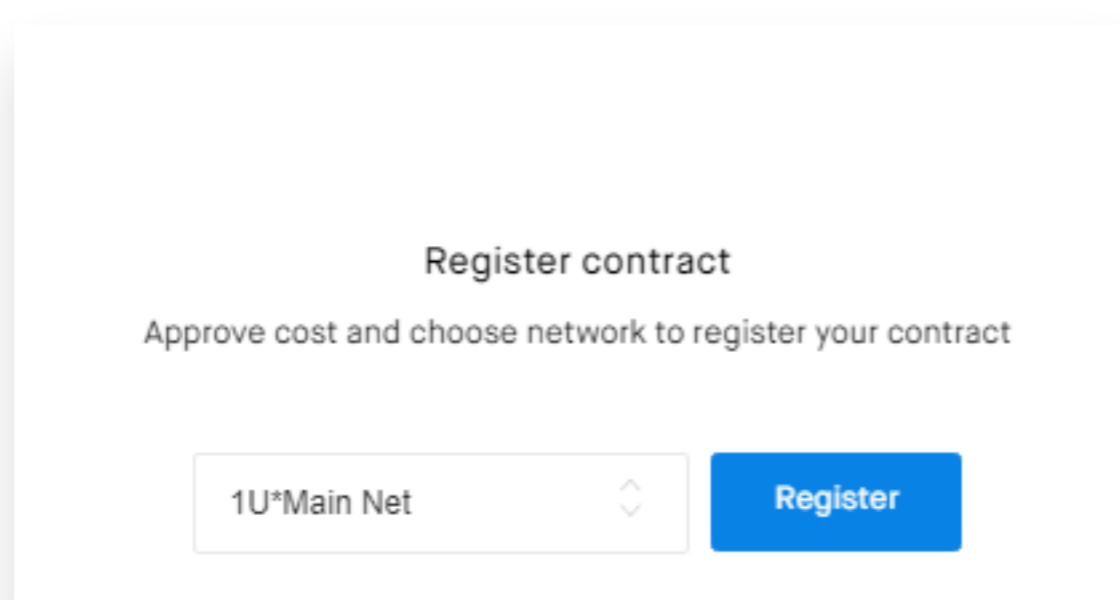 Register contract
Approve cost and choose network to register your contract
1U*Main Net
Register